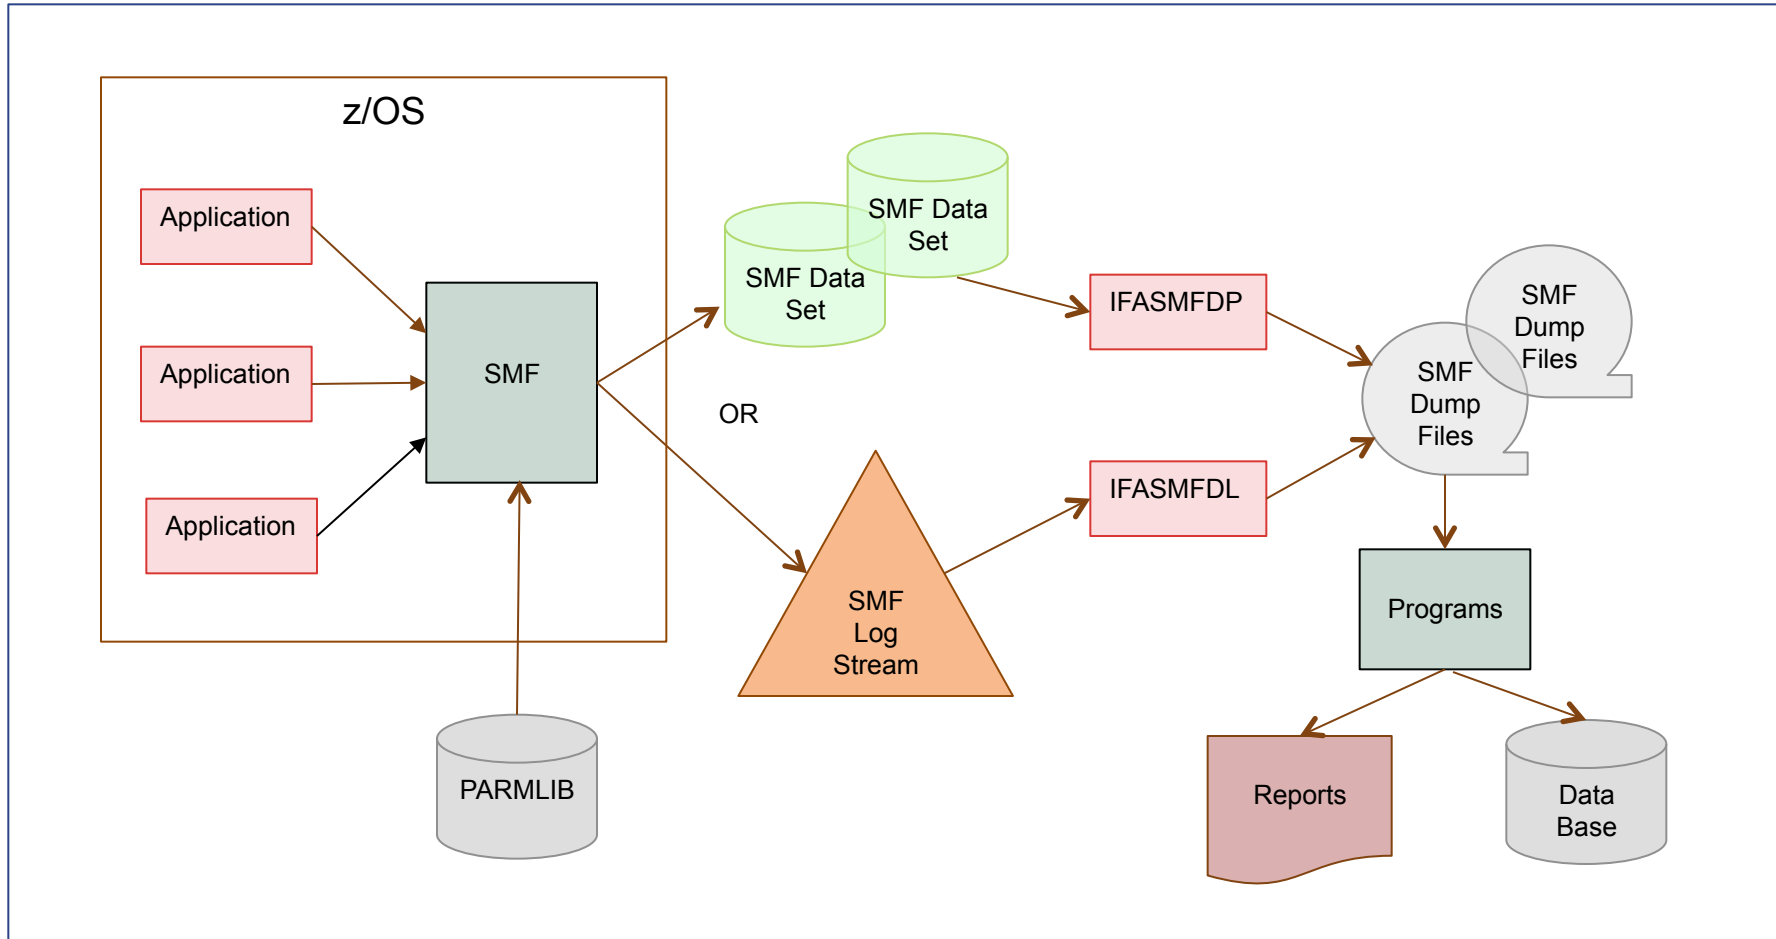 z/OS
Application
Application
Application
SMF
PARMLIB
SMF Data
Set
SMF Data
Set
OR
SMF
Log
Stream
IFASMFDP
IFASMFDL
SMF
Dump
Files
SMF
Dump
Files
Programs
Reports
Data
Base